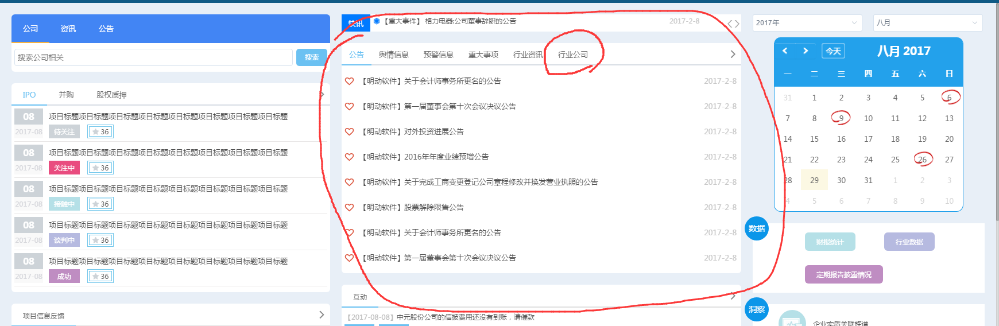 公司 资讯 公告
搜索公司相关 搜索
IPO 并购 股权质押
08 项目标题项目标题项目标题项目标题项目标题项目标题项目标题项目标题
2017-08 待关注 36
08 项目标题项目标题项目标题项目标题项目标题项目标题项目标题项目标题
2017-08 关注中 36
08 项目标题项目标题项目标题项目标题项目标题项目标题项目标题项目标题
2017-08 接触中 36
08 项目标题项目标题项目标题项目标题项目标题项目标题项目标题项目标题
2017-08 谈判中 36
08 项目标题项目标题项目标题项目标题项目标题项目标题项目标题项目标题
2017-08 成功 36
项目信息反馈
快讯 【重大事件】 格力电器:公司董事辞职的公告 2017-2-8
公告 舆情信息 预警信息 重大事项 行业资讯 行业公司
【明动软件】关于会计师事务所更名的公告 2017-2-8
【明动软件】第一届董事会第十次会议决议公告 2017-2-8
【明动软件】对外投资进展公告 2017-2-8
【明动软件】2016年年度业绩预增公告 2017-2-8
【明动软件】关于完成工商变更登记公司章程修改并换发营业执照的公告 2017-2-8
【明动软件】股票解除限售公告 2017-2-8
【明动软件】关于会计师事务所更名的公告 2017-2-8
【明动软件】第一届董事会第十次会议决议公告 2017-2-8
互动
【2017-08-08】中元股份公司的信披费用还没有到账，请催款
2017年 八月
今天 八月 2017
一 二 三 四 五 六 日
31 1 2 3 4 5 6
7 8 9 10 11 12 13
14 15 16 17 18 19 20
21 22 23 24 25 26 27
28 29 30 31 1 2 3
4 5 6 7 8 9 10
数据
财报统计 行业数据
定期报告披露情况
洞察
企业实质关联族谱